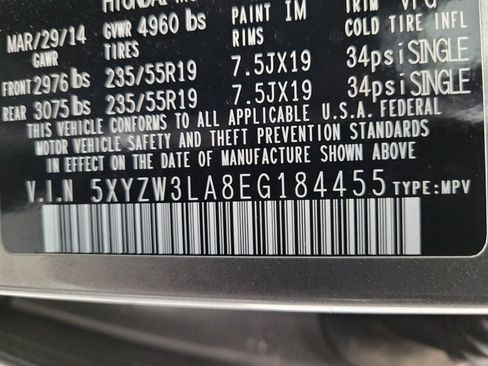 HYUNDAI
PAINT IM TRIM
MAR/29/14 GVWR 4960 lbs
GAWR TIRES RIMS COLD TIRE INFL
FRONT 2976 lbs 235/55R19 7.5JX19 34psi SINGLE
REAR 3075 lbs 235/55R19 7.5JX19 34psi SINGLE
THIS VEHICLE CONFORMS TO ALL APPLICABLE U.S.A. FEDERAL
MOTOR VEHICLE SAFETY AND THEFT PREVENTION STANDARDS
IN EFFECT ON THE DATE OF MANUFACTURE SHOWN ABOVE.
V.I.N 5XYZW3LA8EG184455 TYPE:MPV